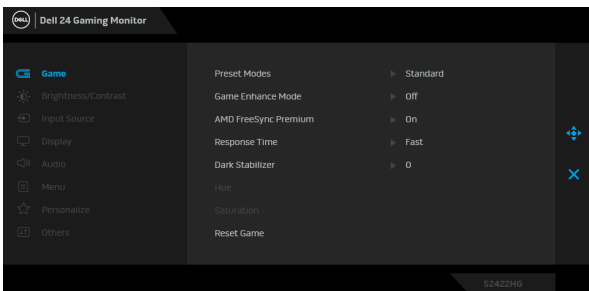 DELL Dell 24 Gaming Monitor
Game
Brightness/Contrast
Input Source
Display
Audio
Menu
Personalize
Others
Preset Modes Standard
Game Enhance Mode Off
AMD FreeSync Premium On
Response Time Fast
Dark Stabilizer 0
Hue
Saturation
Reset Game
S2422HG